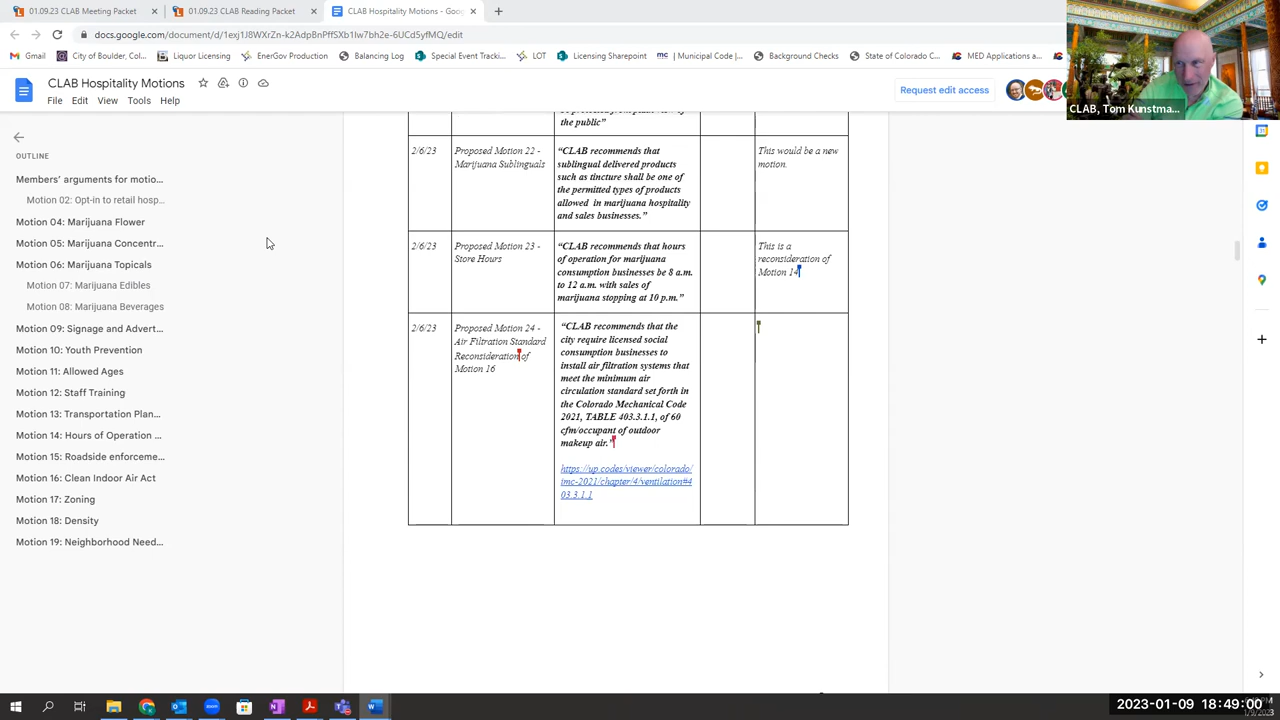 01.09.23 CLAB Meeting Packet
01.09.23 CLAB Reading Packet
CLAB Hospitality Motions - Goog
docs.google.com/document/d/1exj1J8WXrZn-k2AdpBnPffSXb1Iw7bh2e-6UCd5yfMQ/edit
Gmail
City of Boulder, Col...
Liquor Licensing
EnerGov Production
Balancing Log
Special Event Tracki...
LOT
Licensing Sharepoint
Municipal Code |...
Background Checks
State of Colorado C...
MED Applications a
CLAB, Tom Kunstma...
CLAB Hospitality Motions
File Edit View Tools Help
Request edit access
OUTLINE
Members' arguments for motio...
Motion 02: Opt-in to retail hosp...
Motion 04: Marijuana Flower
Motion 05: Marijuana Concentr...
Motion 06: Marijuana Topicals
Motion 07: Marijuana Edibles
Motion 08: Marijuana Beverages
Motion 09: Signage and Advert...
Motion 10: Youth Prevention
Motion 11: Allowed Ages
Motion 12: Staff Training
Motion 13: Transportation Plan...
Motion 14: Hours of Operation ...
Motion 15: Roadside enforceme...
Motion 16: Clean Indoor Air Act
Motion 17: Zoning
Motion 18: Density
Motion 19: Neighborhood Need...
the public”
2/6/23
Proposed Motion 22 -
Marijuana Sublinguals
“CLAB recommends that
sublingual delivered products
such as tincture shall be one of
the permitted types of products
allowed in marijuana hospitality
and sales businesses.”
This would be a new
motion.
2/6/23
Proposed Motion 23 -
Store Hours
“CLAB recommends that hours
of operation for marijuana
consumption businesses be 8 a.m.
to 12 a.m. with sales of
marijuana stopping at 10 p.m.”
This is a
reconsideration of
Motion 14
2/6/23
Proposed Motion 24 -
Air Filtration Standard
Reconsideration of
Motion 16
“CLAB recommends that the
city require licensed social
consumption businesses to
install air filtration systems that
meet the minimum air
circulation standard set forth in
the Colorado Mechanical Code
2021, TABLE 403.3.1.1, of 60
cfm/occupant of outdoor
makeup air.”
https://up.codes/viewer/colorado/
imc-2021/chapter/4/ventilation#4
03.3.1.1
2023-01-09 18:49:00